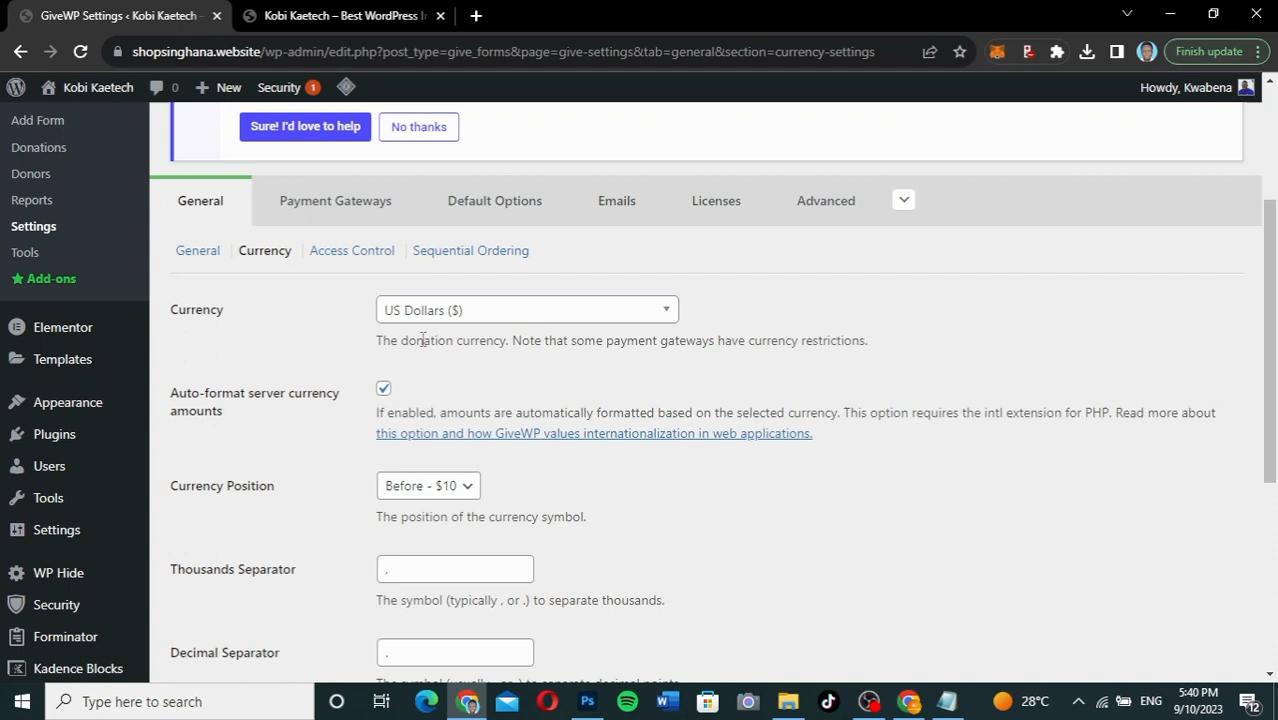 GiveWP Settings ‹ Kobi Kaetech –
Kobi Kaetech – Best WordPress I
shopsinghana.website/wp-admin/edit.php?post_type=give_forms&page=give-settings&tab=general&section=currency-settings
Finish update
Kobi Kaetech
0
New
Security
1
Howdy, Kwabena
Add Form
Donations
Donors
Reports
Settings
Tools
Add-ons
Elementor
Templates
Appearance
Plugins
Users
Tools
Settings
WP Hide
Security
Forminator
Kadence Blocks
Sure! I'd love to help
No thanks
General
Payment Gateways
Default Options
Emails
Licenses
Advanced
General
Currency
Access Control
Sequential Ordering
Currency
US Dollars ($)
The donation currency. Note that some payment gateways have currency restrictions.
Auto-format server currency
amounts
If enabled, amounts are automatically formatted based on the selected currency. This option requires the intl extension for PHP. Read more about
this option and how GiveWP values internationalization in web applications.
Currency Position
Before - $10
The position of the currency symbol.
Thousands Separator
,
The symbol (typically , or .) to separate thousands.
Decimal Separator
.
Type here to search
28°C
ENG
5:40 PM
9/10/2023
12